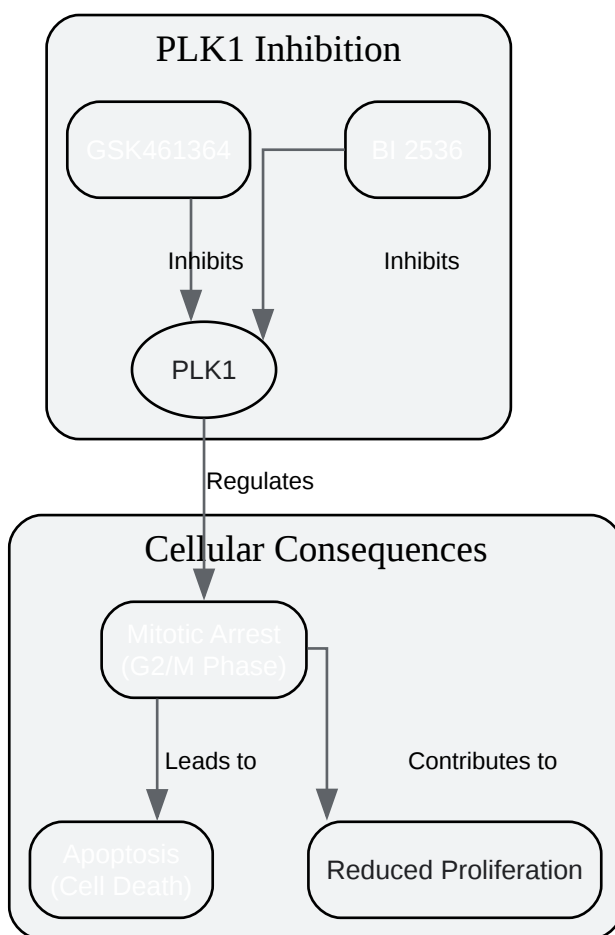 PLK1 Inhibition
GSK461364
BI 2536
Inhibits
Inhibits
PLK1
Regulates
Cellular Consequences
Mitotic Arrest
(G2/M Phase)
Leads to
Contributes to
Apoptosis
(Cell Death)
Reduced Proliferation